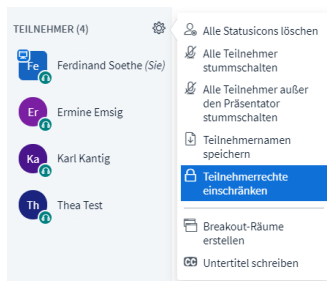 TEILNEHMER (4)
Fe
Ferdinand Soethe (Sie)
Er
Ermine Emsig
Ka
Karl Kantig
Th
Thea Test
Alle Statusicons löschen
Alle Teilnehmer
stummschalten
Alle Teilnehmer außer
den Präsentator
stummschalten
Teilnehmernamen
speichern
Teilnehmerrechte
einschränken
Breakout-Räume
erstellen
CC
Untertitel schreiben